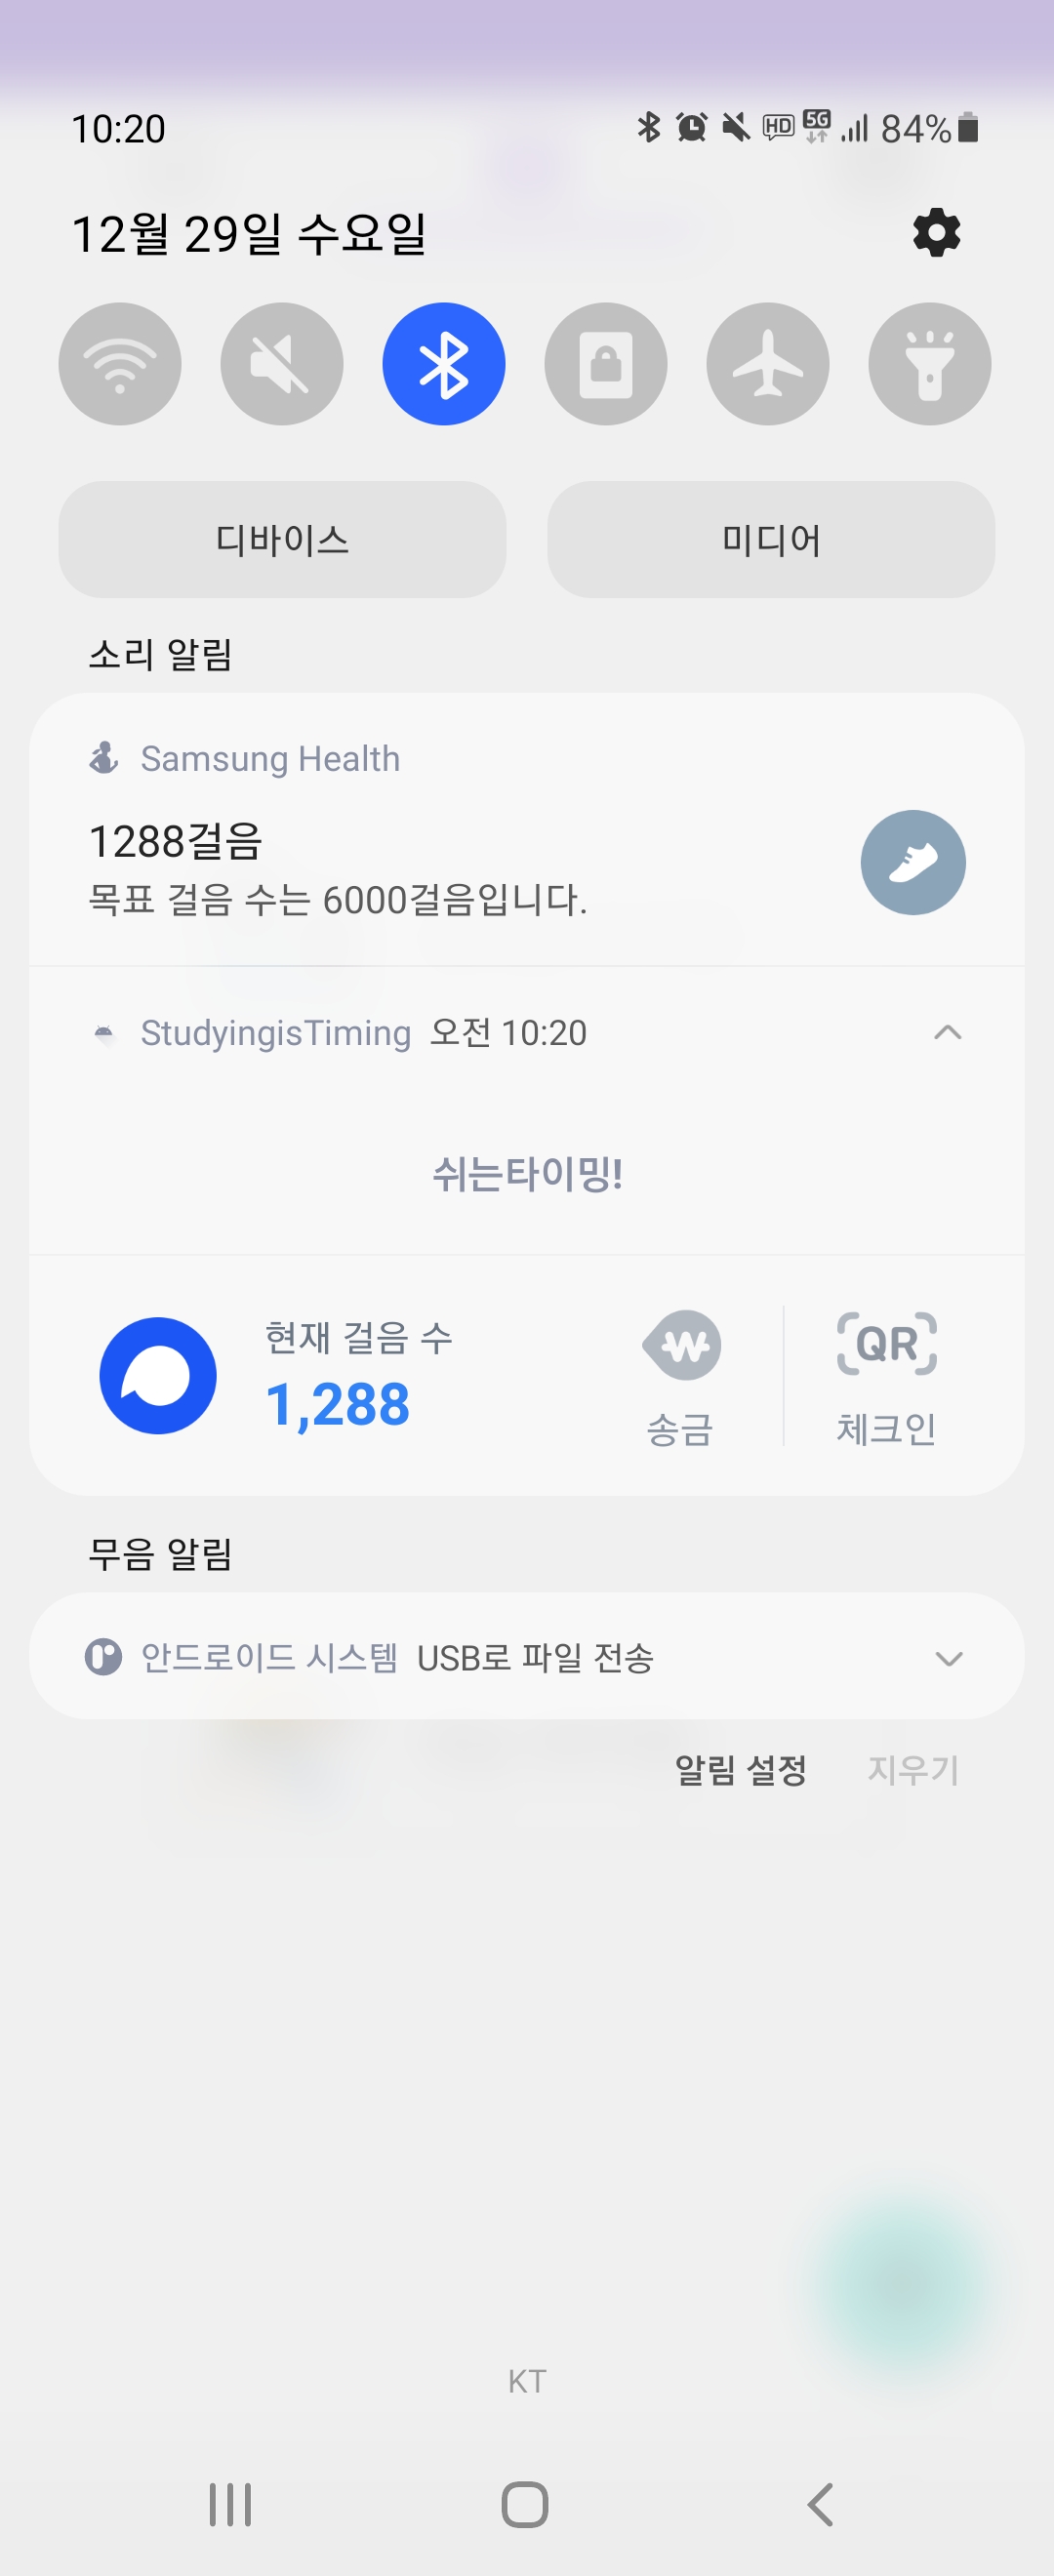 10:20 HD 5G 84%
12월 29일 수요일
디바이스 미디어
소리 알림
Samsung Health
1288걸음
목표 걸음 수는 6000걸음입니다.
StudyingisTiming 오전 10:20
쉬는타이밍!
현재 걸음 수
1,288
W
송금
QR
체크인
무음 알림
안드로이드 시스템 USB로 파일 전송
알림 설정 지우기
KT